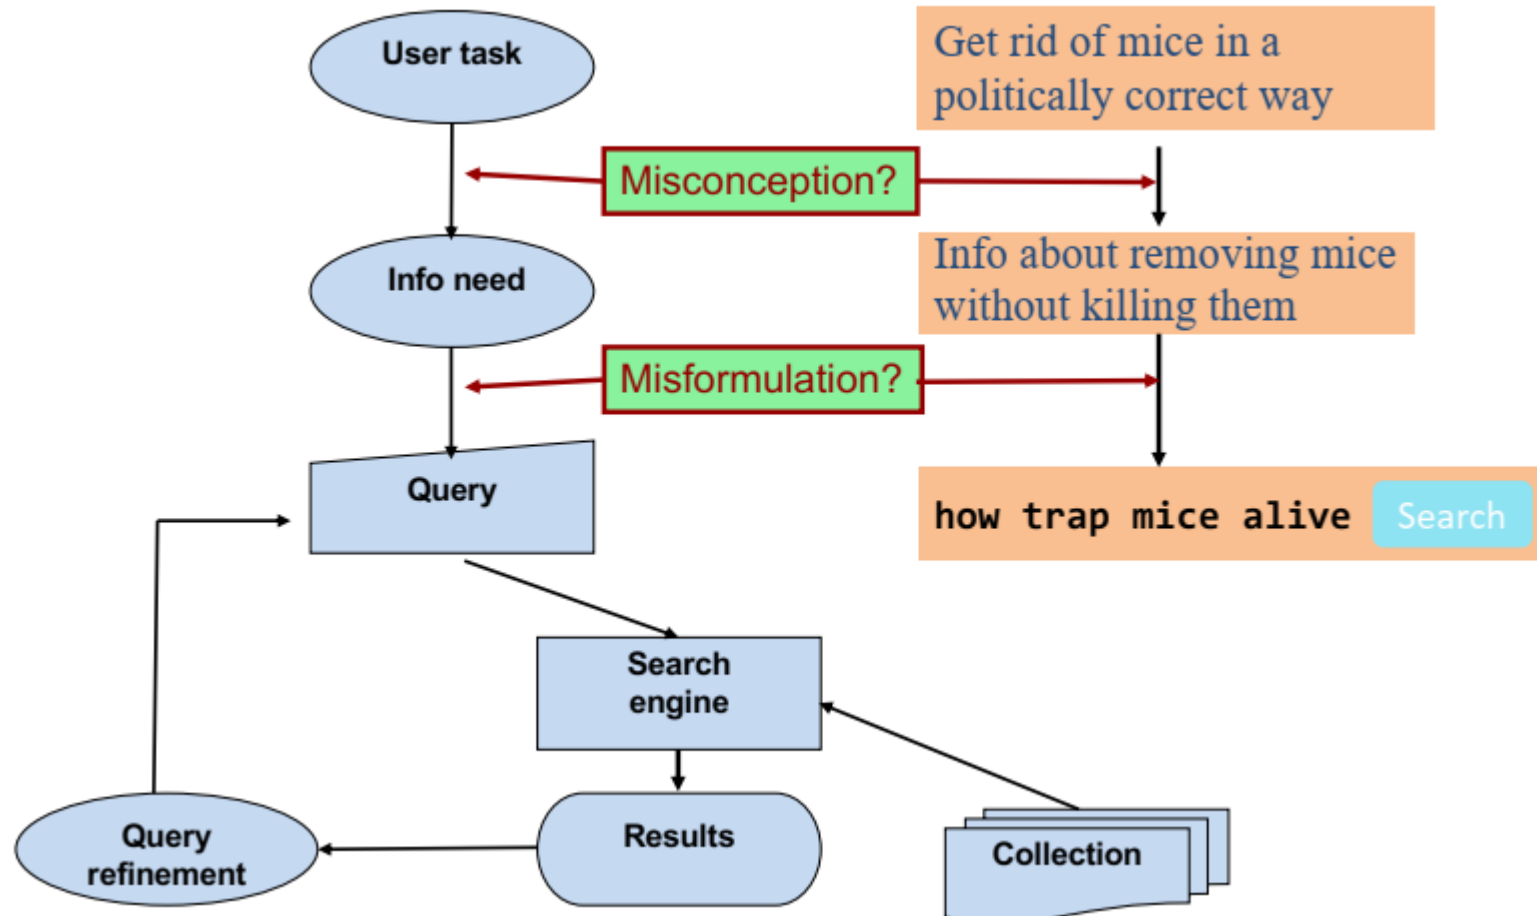 User task
Get rid of mice in a
politically correct way
Misconception?
Info need
Info about removing mice
without killing them
Misformulation?
Query
how trap mice alive Search
Search
engine
Query
refinement
Results
Collection